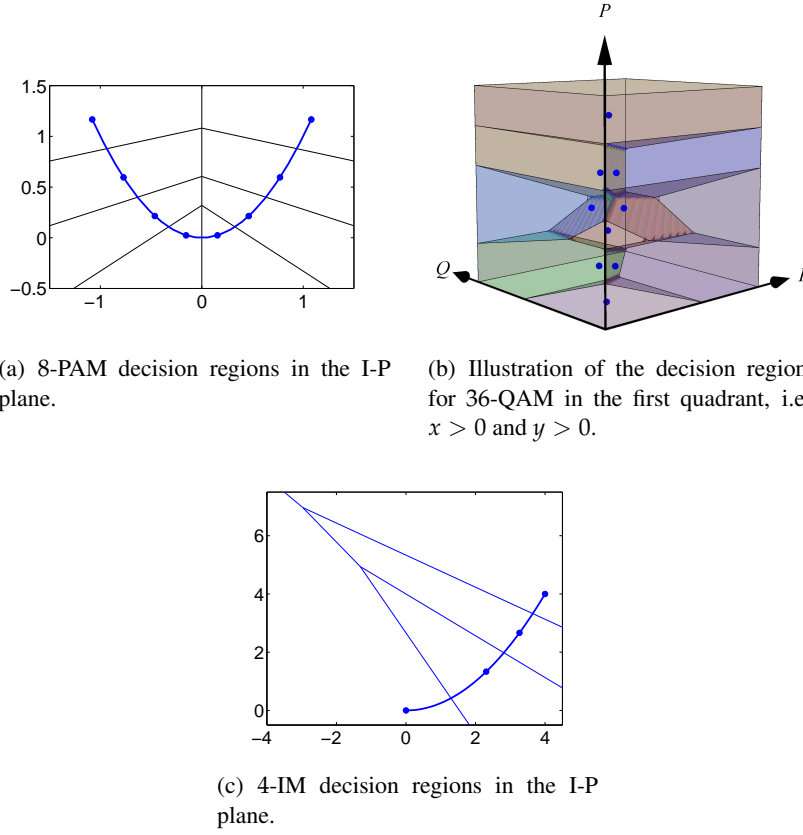 P
1.5
1
0.5
0
−0.5
−1 0 1
Q
(a) 8-PAM decision regions in the I-P
plane.
(b) Illustration of the decision region
for 36-QAM in the first quadrant, i.e
x > 0 and y > 0.
6
4
2
0
−4 −2 0 2 4
(c) 4-IM decision regions in the I-P
plane.